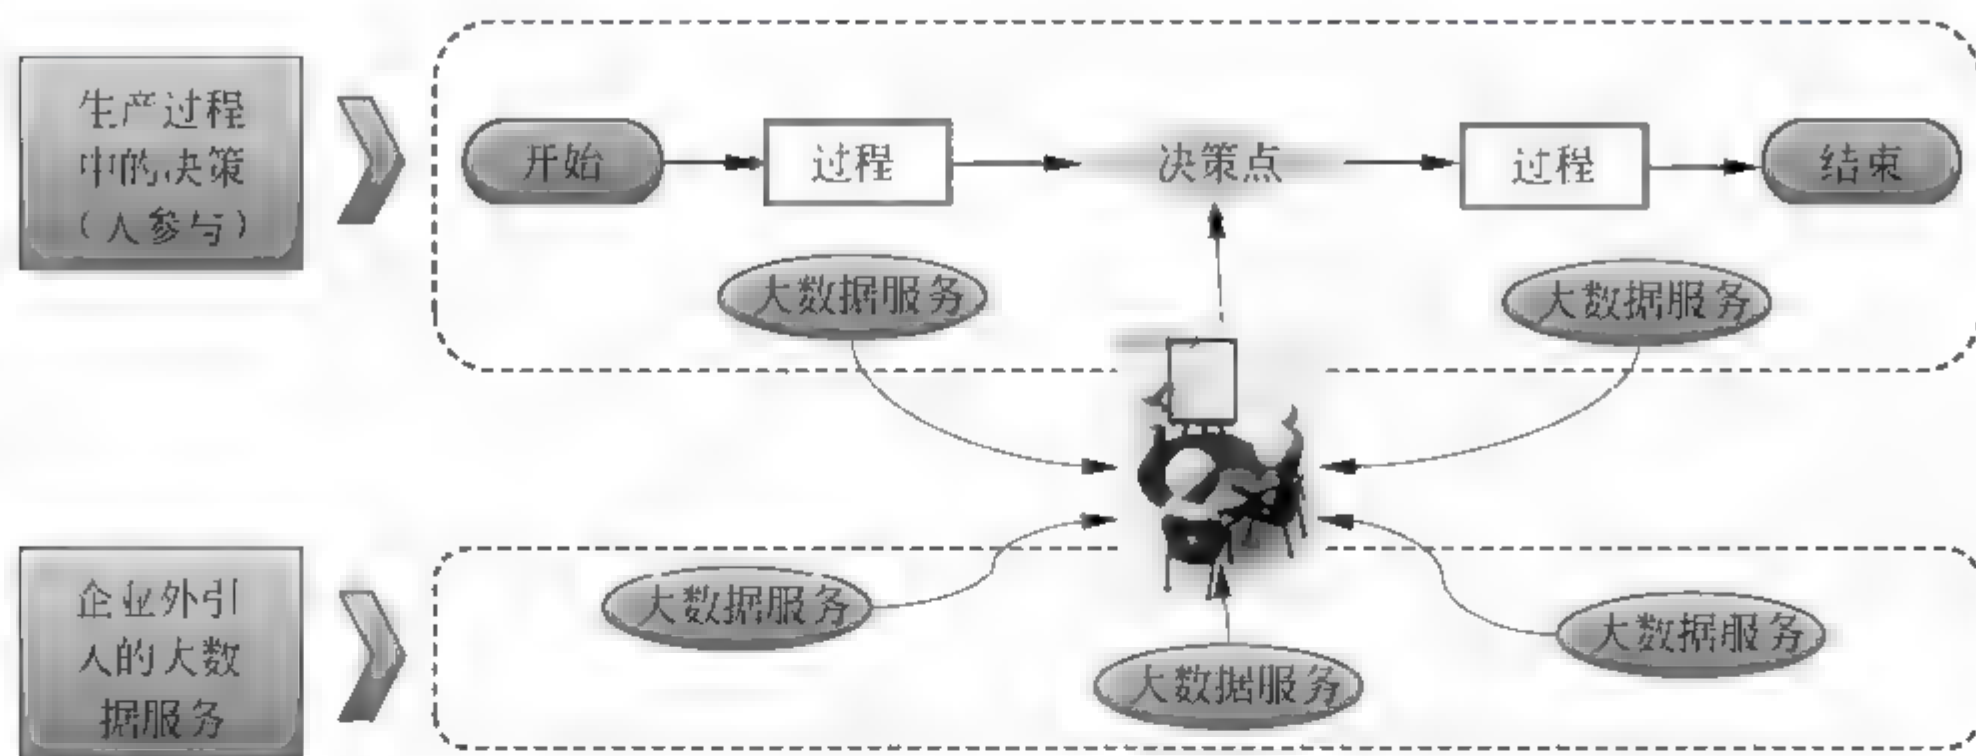 生产过程
中的决策
（人参与）
开始
过程
决策点
过程
结束
大数据服务
大数据服务
企业外引
入的大数
据服务
大数据服务
大数据服务
大数据服务